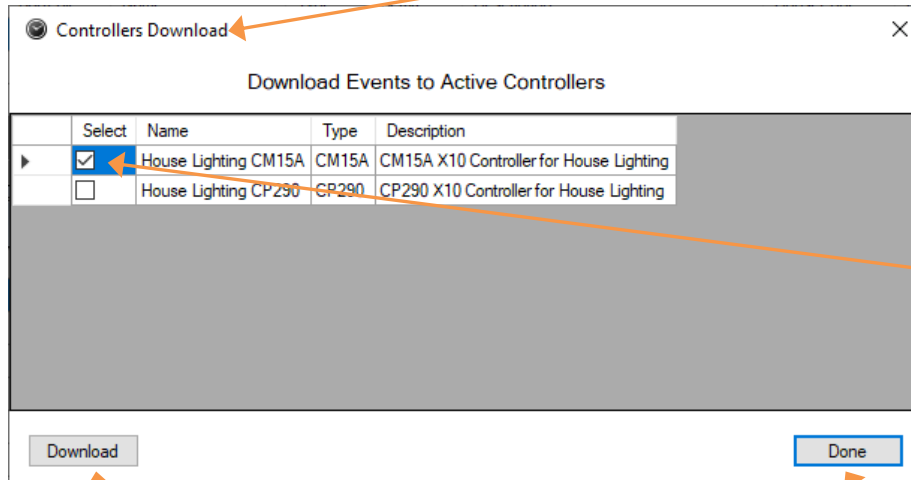 Controllers Download
Download Events to Active Controllers
Select Name Type Description
House Lighting CM15A CM15A CM15A X10 Controller for House Lighting
House Lighting CP290 CP290 CP290 X10 Controller for House Lighting
Download Done